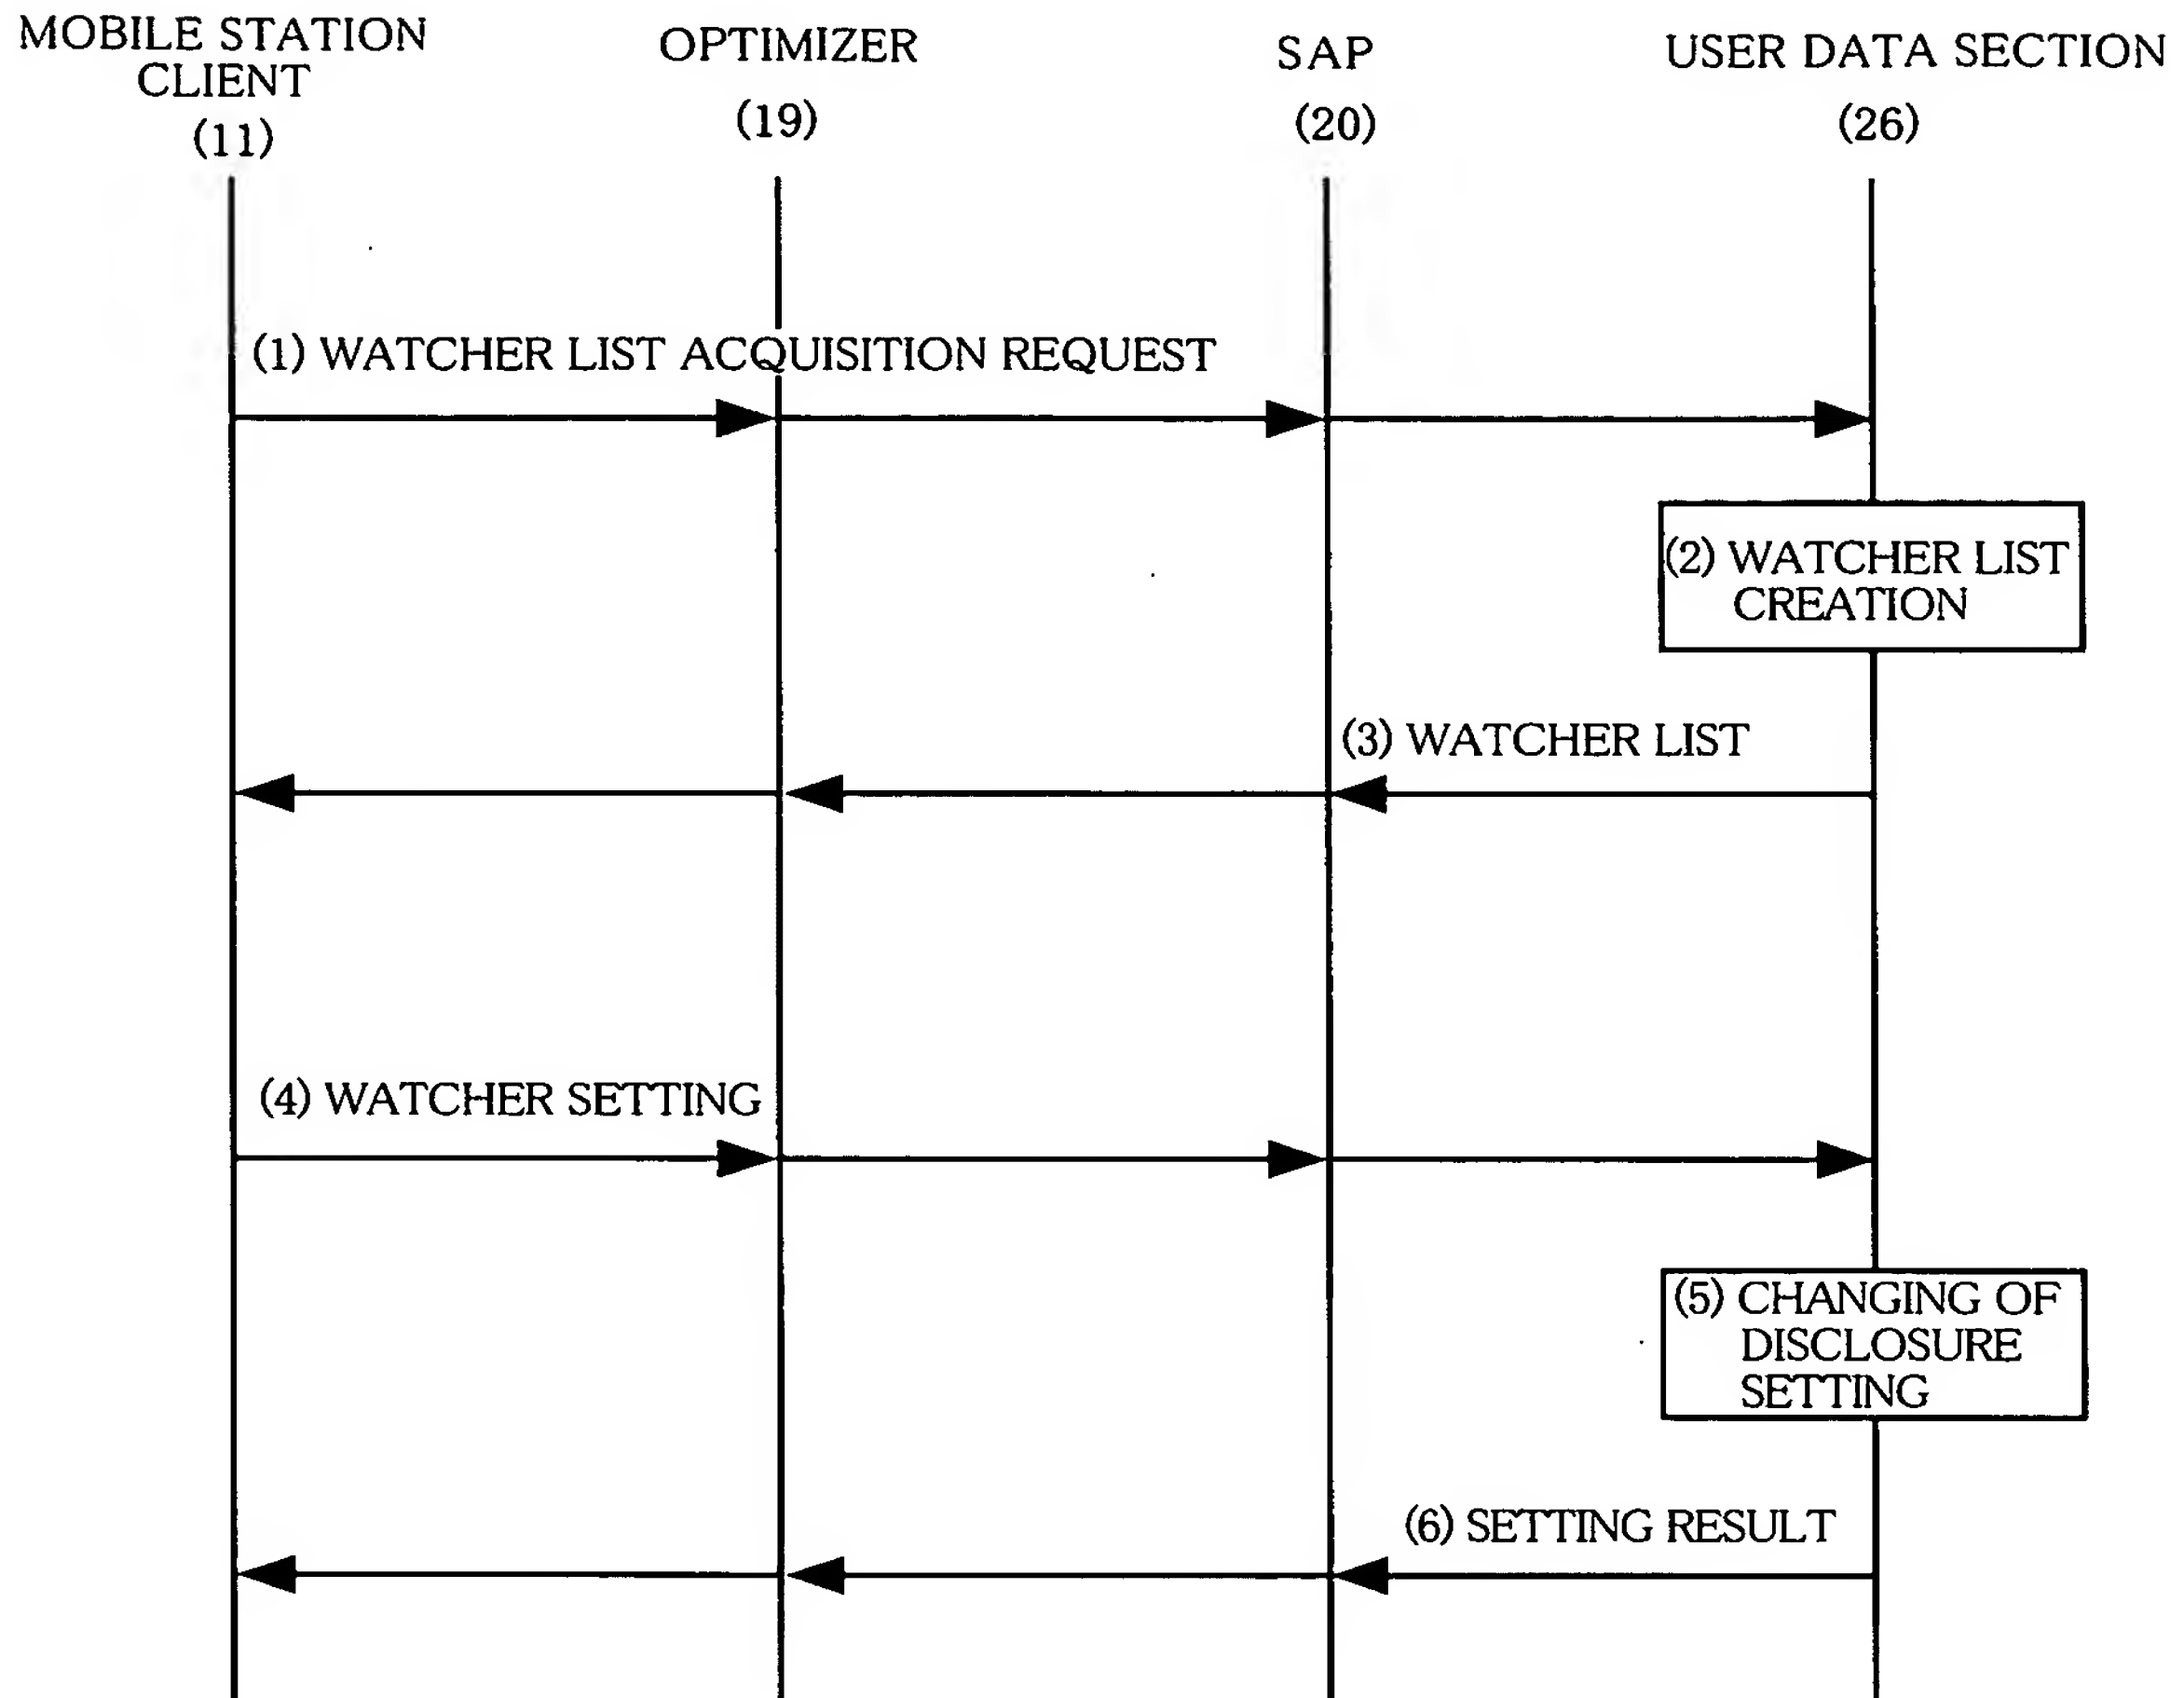 MOBILE STATION
CLIENT
(11)
OPTIMIZER
(19)
SAP
(20)
USER DATA SECTION
(26)
(1) WATCHER LIST ACQUISITION REQUEST
(2) WATCHER LIST
CREATION
(3) WATCHER LIST
(4) WATCHER SETTING
(5) CHANGING OF
DISCLOSURE
SETTING
(6) SETTING RESULT